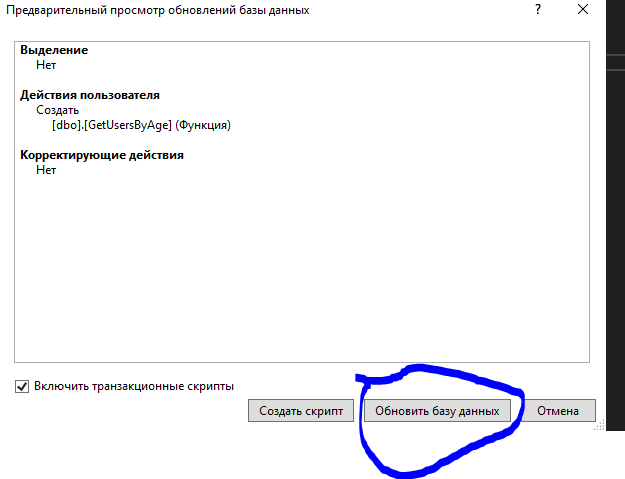 Предварительный просмотр обновлений базы данных
?
Выделение
Нет
Действия пользователя
Создать
[dbo].[GetUsersByAge] (Функция)
Корректирующие действия
Нет
Включить транзакционные скрипты
Создать скрипт
Обновить базу данных
Отмена